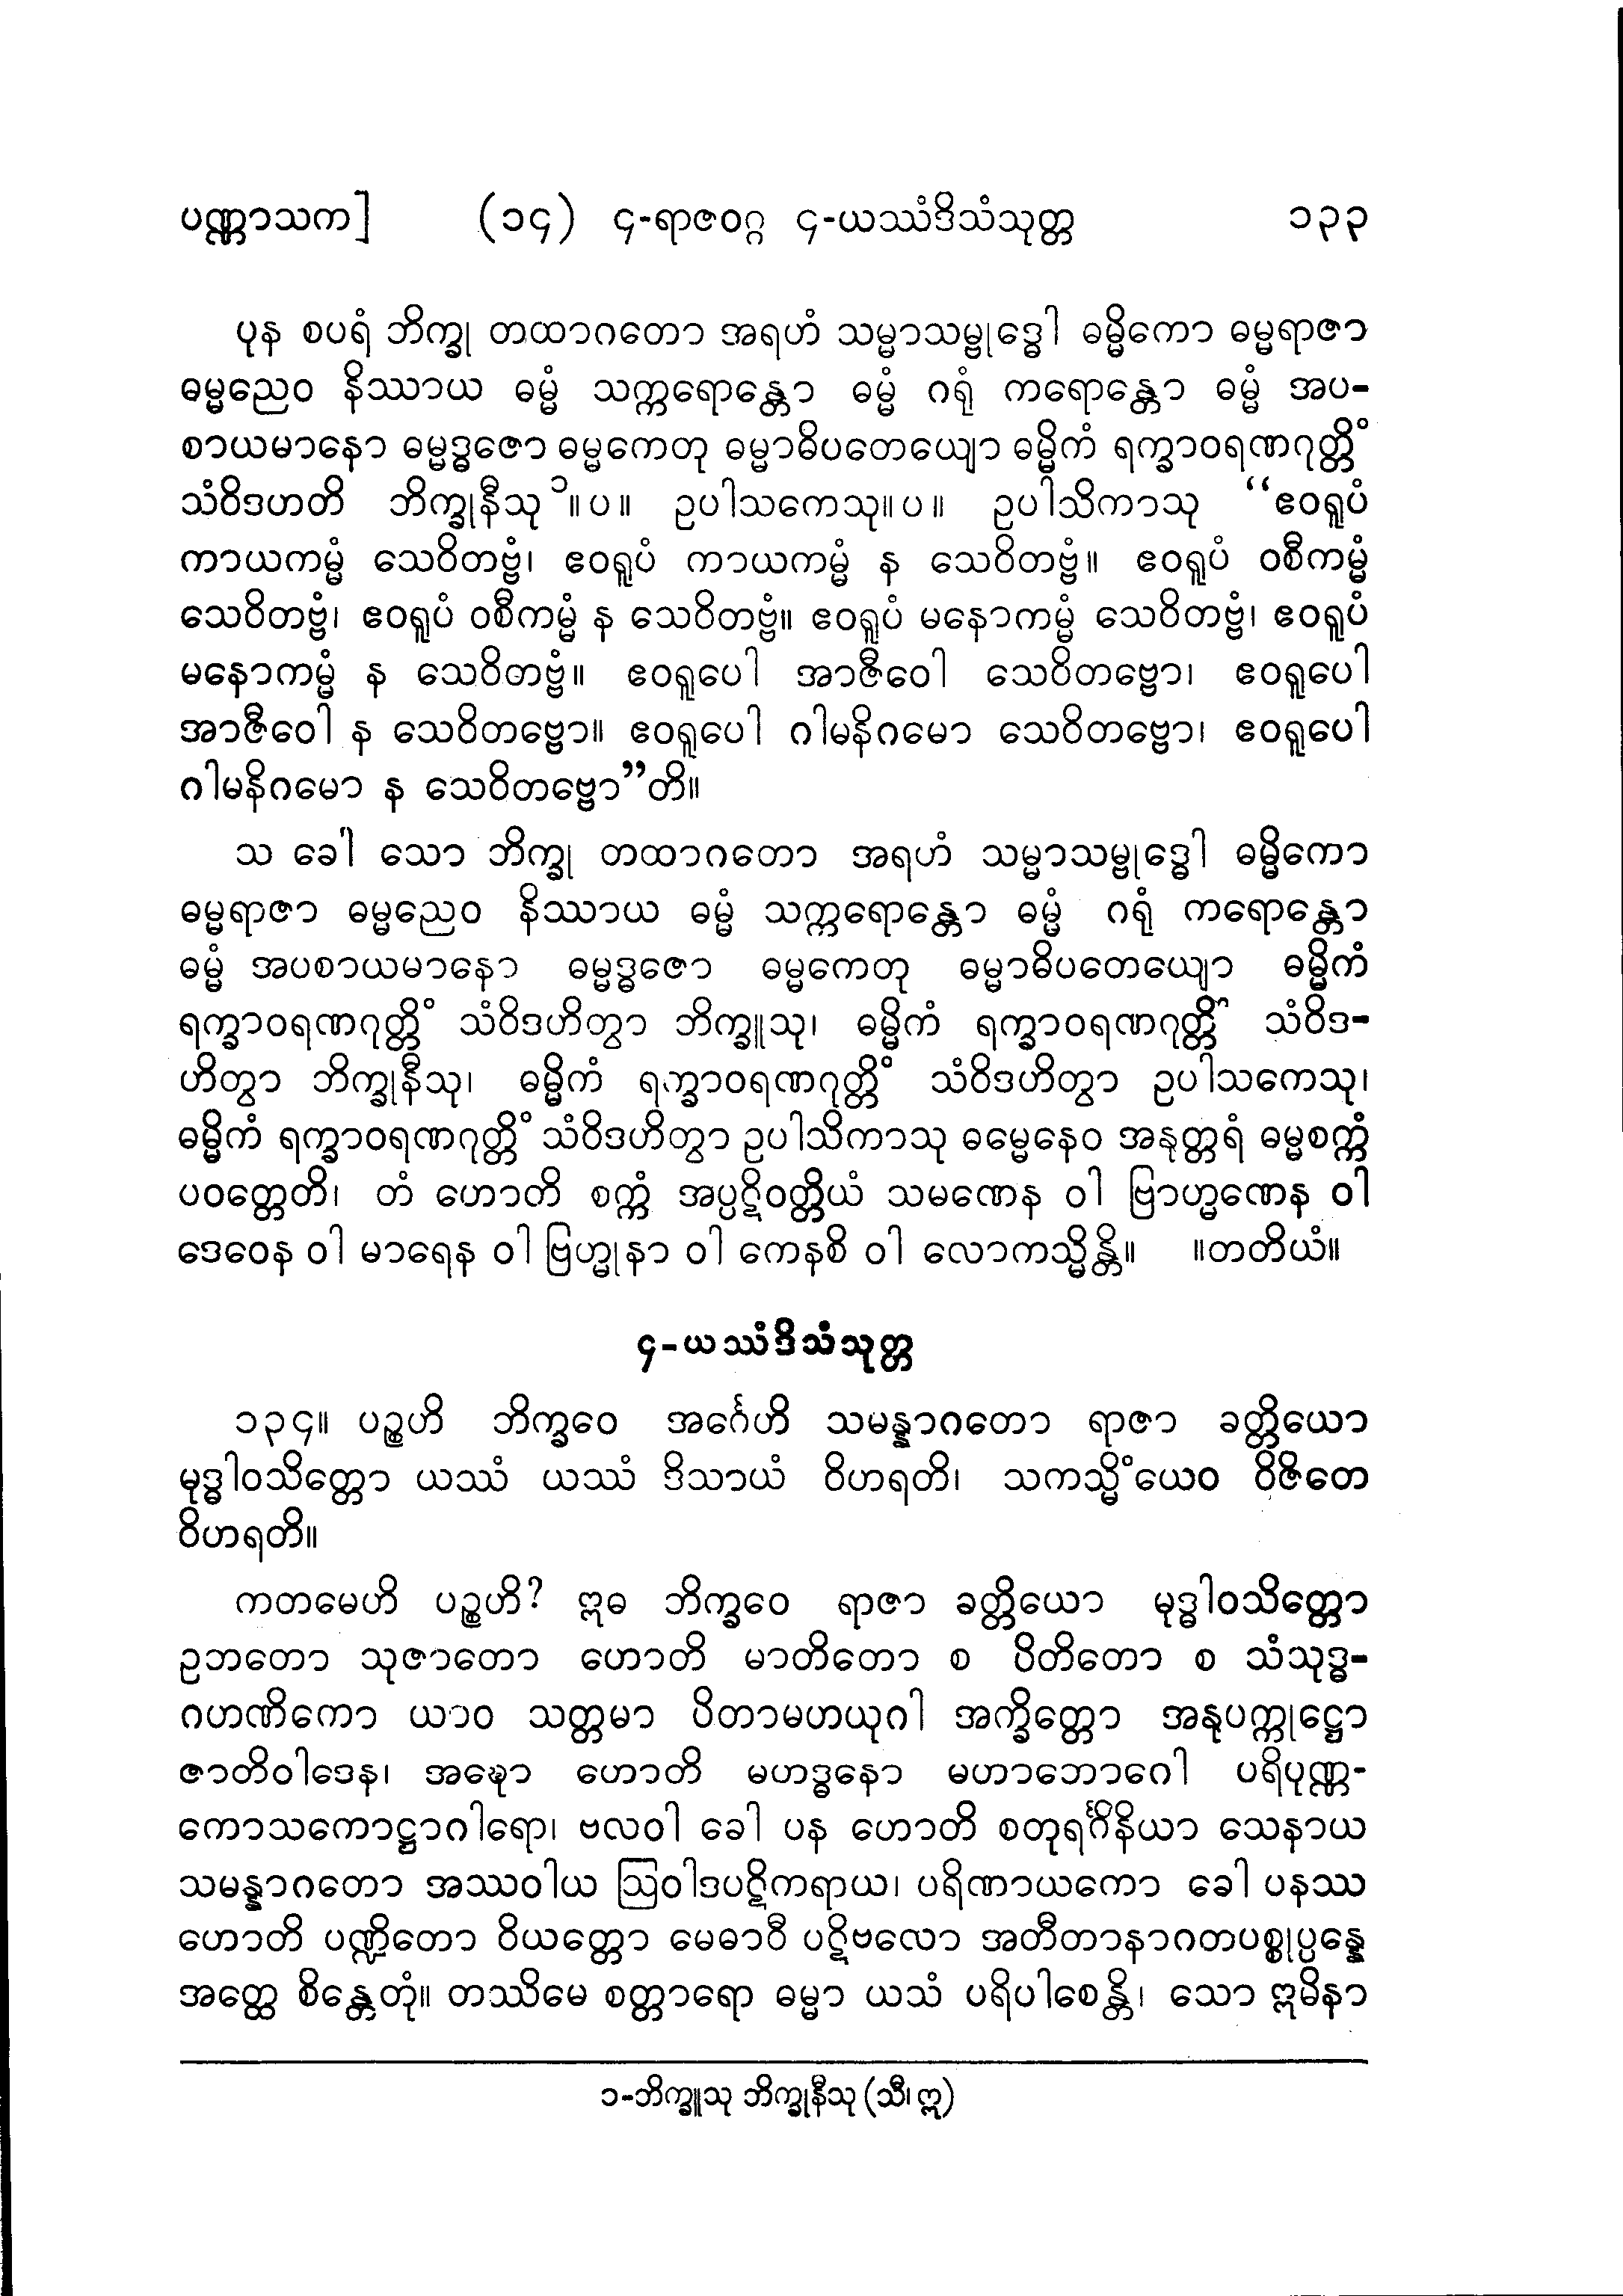 ပဏ္ဏာသက] (၁၄) ၄-ရာဇဝဂ္ဂ ၄-ယဿံဒိသံသုတ္တ ၁၃၃
ပုန စပရံ ဘိက္ခု တထာဂတော အရဟံ သမ္မာသမ္ဗုဒ္ဓေါ ဓမ္မိကော ဓမ္မရာဇာ
ဓမ္မညေဝ နိဿာယ ဓမ္မံ သက္ကရောန္တော ဓမ္မံ ဂရုံ ကရောန္တော ဓမ္မံ အပ-
စာယမာနော ဓမ္မဒ္ဓဇော ဓမ္မကေတု ဓမ္မာဓိပတေယျော ဓမ္မိကံ ရက္ခာဝရဏဂုတ္တိံ
သံဝိဒဟတိ ဘိက္ခုနီသု ၁။ပ။ ဥပါသကေသု။ပ။ ဥပါသိကာသု “ဧဝရူပံ
ကာယကမ္မံ သေဝိတဗ္ဗံ၊ ဧဝရူပံ ကာယကမ္မံ န သေဝိတဗ္ဗံ။ ဧဝရူပံ ဝစီကမ္မံ
သေဝိတဗ္ဗံ၊ ဧဝရူပံ ဝစီကမ္မံ န သေဝိတဗ္ဗံ။ ဧဝရူပံ မနောကမ္မံ သေဝိတဗ္ဗံ၊ ဧဝရူပံ
မနောကမ္မံ န သေဝိတဗ္ဗံ။ ဧဝရူပေါ အာဇီဝေါ သေဝိတဗ္ဗော၊ ဧဝရူပေါ
အာဇီဝေါ န သေဝိတဗ္ဗော။ ဧဝရူပေါ ဂါမနိဂမော သေဝိတဗ္ဗော၊ ဧဝရူပေါ
ဂါမနိဂမော န သေဝိတဗ္ဗော”တိ။
သ ခေါ သော ဘိက္ခု တထာဂတော အရဟံ သမ္မာသမ္ဗုဒ္ဓေါ ဓမ္မိကော
ဓမ္မရာဇာ ဓမ္မညေဝ နိဿာယ ဓမ္မံ သက္ကရောန္တော ဓမ္မံ ဂရုံ ကရောန္တော
ဓမ္မံ အပစာယမာနော ဓမ္မဒ္ဓဇော ဓမ္မကေတု ဓမ္မာဓိပတေယျော ဓမ္မိကံ
ရက္ခာဝရဏဂုတ္တိံ သံဝိဒဟိတွာ ဘိက္ခူသု၊ ဓမ္မိကံ ရက္ခာဝရဏဂုတ္တိံ သံဝိဒ-
ဟိတွာ ဘိက္ခုနီသု၊ ဓမ္မိကံ ရက္ခာဝရဏဂုတ္တိံ သံဝိဒဟိတွာ ဥပါသကေသု၊
ဓမ္မိကံ ရက္ခာဝရဏဂုတ္တိံ သံဝိဒဟိတွာ ဥပါသိကာသု ဓမ္မေနေဝ အနုတ္တရံ ဓမ္မစက္ကံ
ပဝတ္တေတိ၊ တံ ဟောတိ စက္ကံ အပ္ပဋိဝတ္တိယံ သမဏေန ဝါ ဗြာဟ္မဏေန ဝါ
ဒေဝေန ဝါ မာရေန ဝါ ဗြဟ္မုနာ ဝါ ကေနစိ ဝါ လောကသ္မိန္တိ။ ။တတိယံ။
၄-ယဿံဒိသံသုတ္တ
၁၃၄။ ပဉ္စဟိ ဘိက္ခဝေ အင်္ဂေဟိ သမန္နာဂတော ရာဇာ ခတ္တိယော
မုဒ္ဓါဝသိတ္တော ယဿံ ယဿံ ဒိသာယံ ဝိဟရတိ၊ သကသ္မိံယေဝ ဝိဇိတေ
ဝိဟရတိ။
ကတမေဟိ ပဉ္စဟိ? ဣဓ ဘိက္ခဝေ ရာဇာ ခတ္တိယော မုဒ္ဓါဝသိတ္တော
ဥဘတော သုဇာတော ဟောတိ မာတိတော စ ပိတိတော စ သံသုဒ္ဓ-
ဂဟဏိကော ယာဝ သတ္တမာ ပိတာမဟယုဂါ အက္ခိတ္တော အနုပက္ကုဋ္ဌော
ဇာတိဝါဒေန၊ အဍ္ဎော ဟောတိ မဟဒ္ဓနော မဟာဘောဂေါ ပရိပုဏ္ဏ-
ကောသကောဋ္ဌာဂါရော၊ ဗလဝါ ခေါ ပန ဟောတိ စတုရင်္ဂိနိယာ သေနာယ
သမန္နာဂတော အဿဝါယ ဩဝါဒပဋိကရာယ၊ ပရိဏာယကော ခေါ ပနဿ
ဟောတိ ပဏ္ဍိတော ဝိယတ္တော မေဓာဝီ ပဋိဗလော အတီတာနာဂတပစ္စုပ္ပန္နေ
အတ္ထေ စိန္တေတုံ။ တဿိမေ စတ္တာရော ဓမ္မာ ယသံ ပရိပါစေန္တိ၊ သော ဣမိနာ
၁-ဘိက္ခူသု ဘိက္ခုနီသု (သီ၊ ဣ)